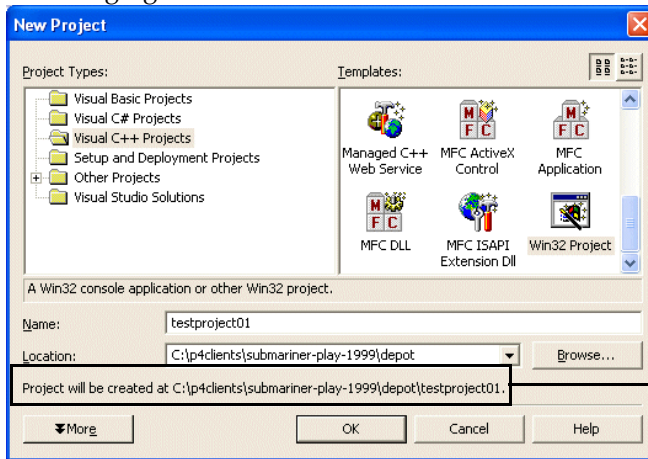 New Project
Project Types:
Templates:
Visual Basic Projects
Visual C# Projects
Visual C++ Projects
Setup and Deployment Projects
Other Projects
Visual Studio Solutions
Managed C++ Web Service
MFC ActiveX Control
MFC Application
MFC DLL
MFC ISAPI Extension Dll
Win32 Project
A Win32 console application or other Win32 project.
Name:
testproject01
Location:
C:\p4clients\submariner-play-1999\depot
Browse...
Project will be created at C:\p4clients\submariner-play-1999\depot\testproject01.
More
OK
Cancel
Help